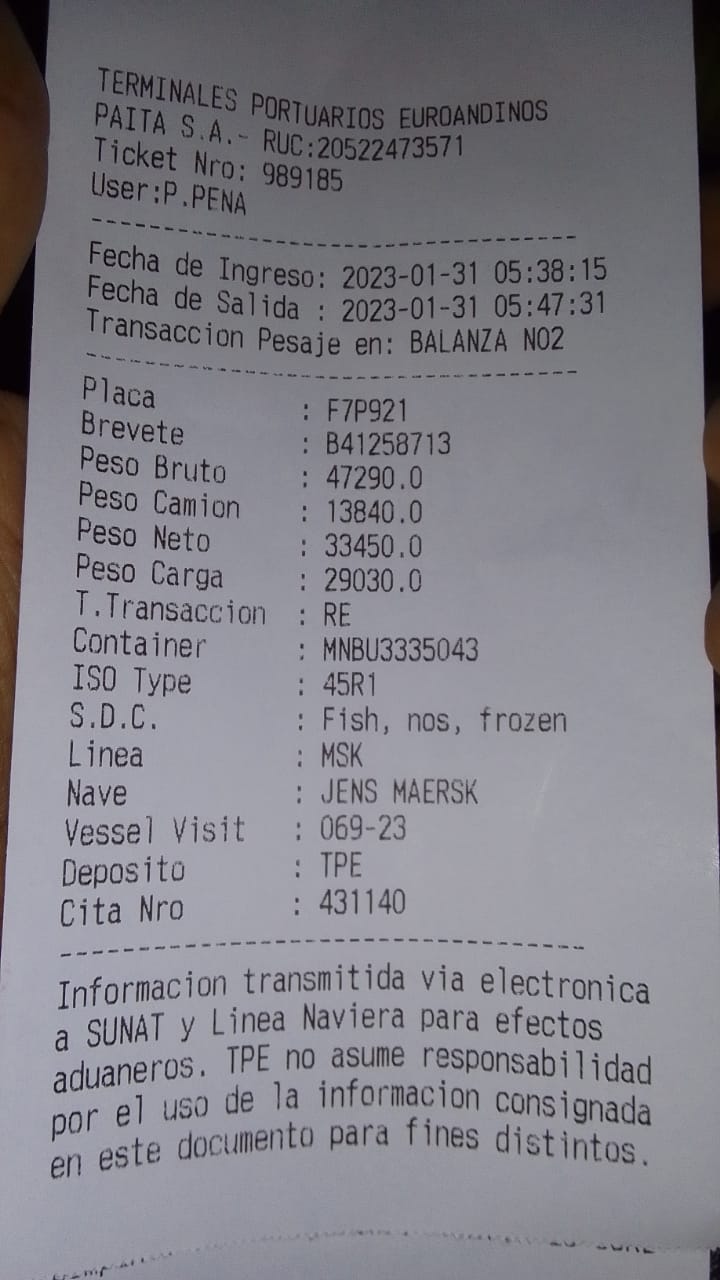 TERMINALES PORTUARIOS EUROANDINOS
PAITA S.A.- RUC:20522473571
Ticket Nro: 989185
User:P.PENA
Fecha de Ingreso: 2023-01-31 05:38:15
Fecha de Salida : 2023-01-31 05:47:31
Transaccion Pesaje en: BALANZA NO2
Placa : F7P921
Brevete : B41258713
Peso Bruto : 47290.0
Peso Camion : 13840.0
Peso Neto : 33450.0
Peso Carga : 29030.0
T.Transaccion : RE
Container : MNBU3335043
ISO Type : 45R1
S.D.C. : Fish, nos, frozen
Linea : MSK
Nave : JENS MAERSK
Vessel Visit : 069-23
Deposito : TPE
Cita Nro : 431140
Informacion transmitida via electronica
a SUNAT y Linea Naviera para efectos
aduaneros. TPE no asume responsabilidad
por el uso de la informacion consignada
en este documento para fines distintos.